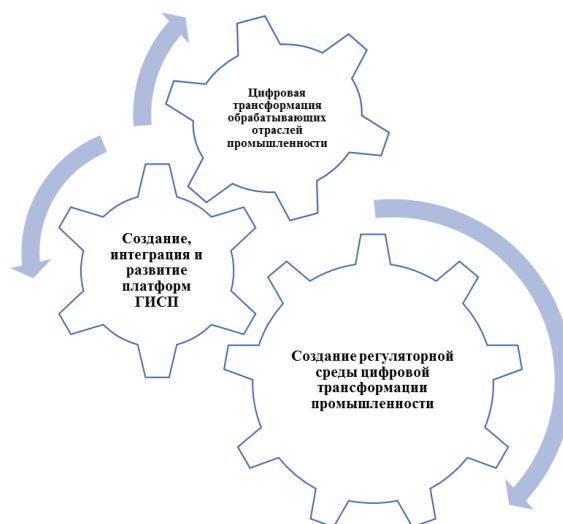 Цифровая
трансформация
обрабатывающих
отраслей
промышленности
Создание,
интеграция и
развитие
платформ
ГИСП
Создание регуляторной
среды цифровой
трансформации
промышленности